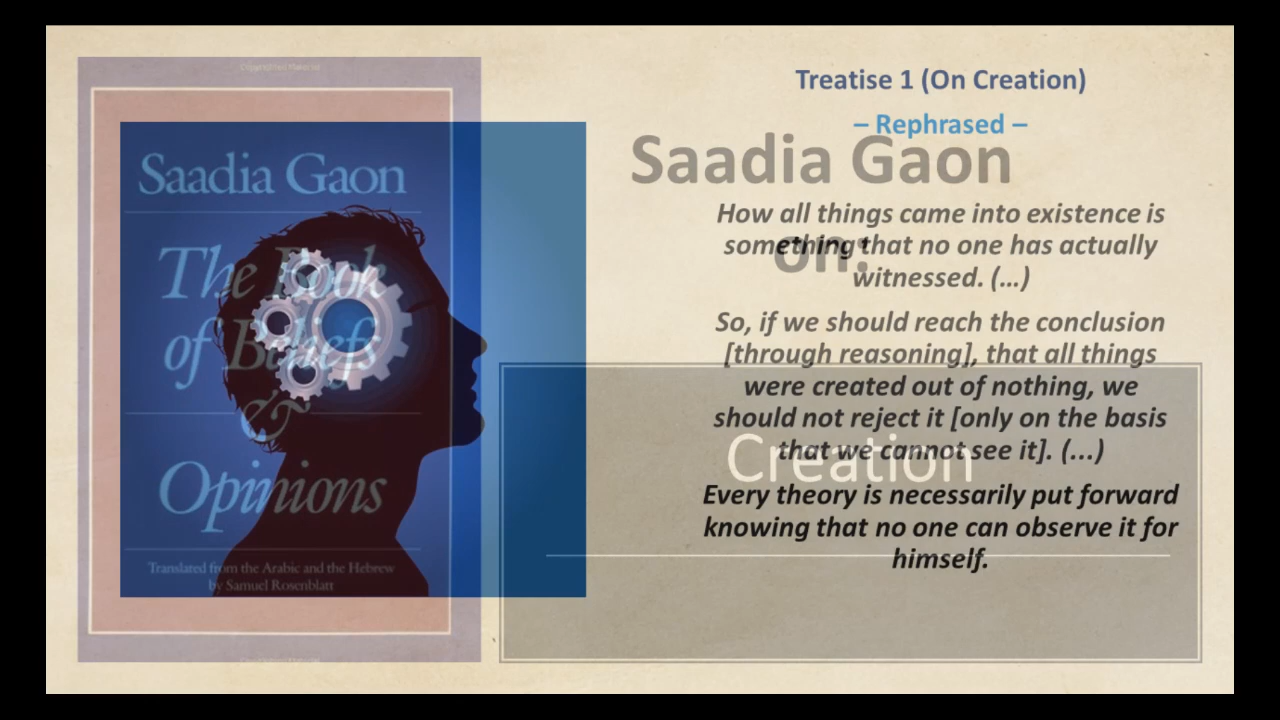 Saadia Gaon
The Book
of Beliefs
&
Opinions
Translated from the Arabic and the Hebrew
by Samuel Rosenblatt
Treatise 1 (On Creation)
– Rephrased –
Saadia Gaon
on:
Creation
How all things came into existence is
something that no one has actually
witnessed. (...)
So, if we should reach the conclusion
[through reasoning], that all things
were created out of nothing, we
should not reject it [only on the basis
that we cannot see it]. (...)
Every theory is necessarily put forward
knowing that no one can observe it for
himself.